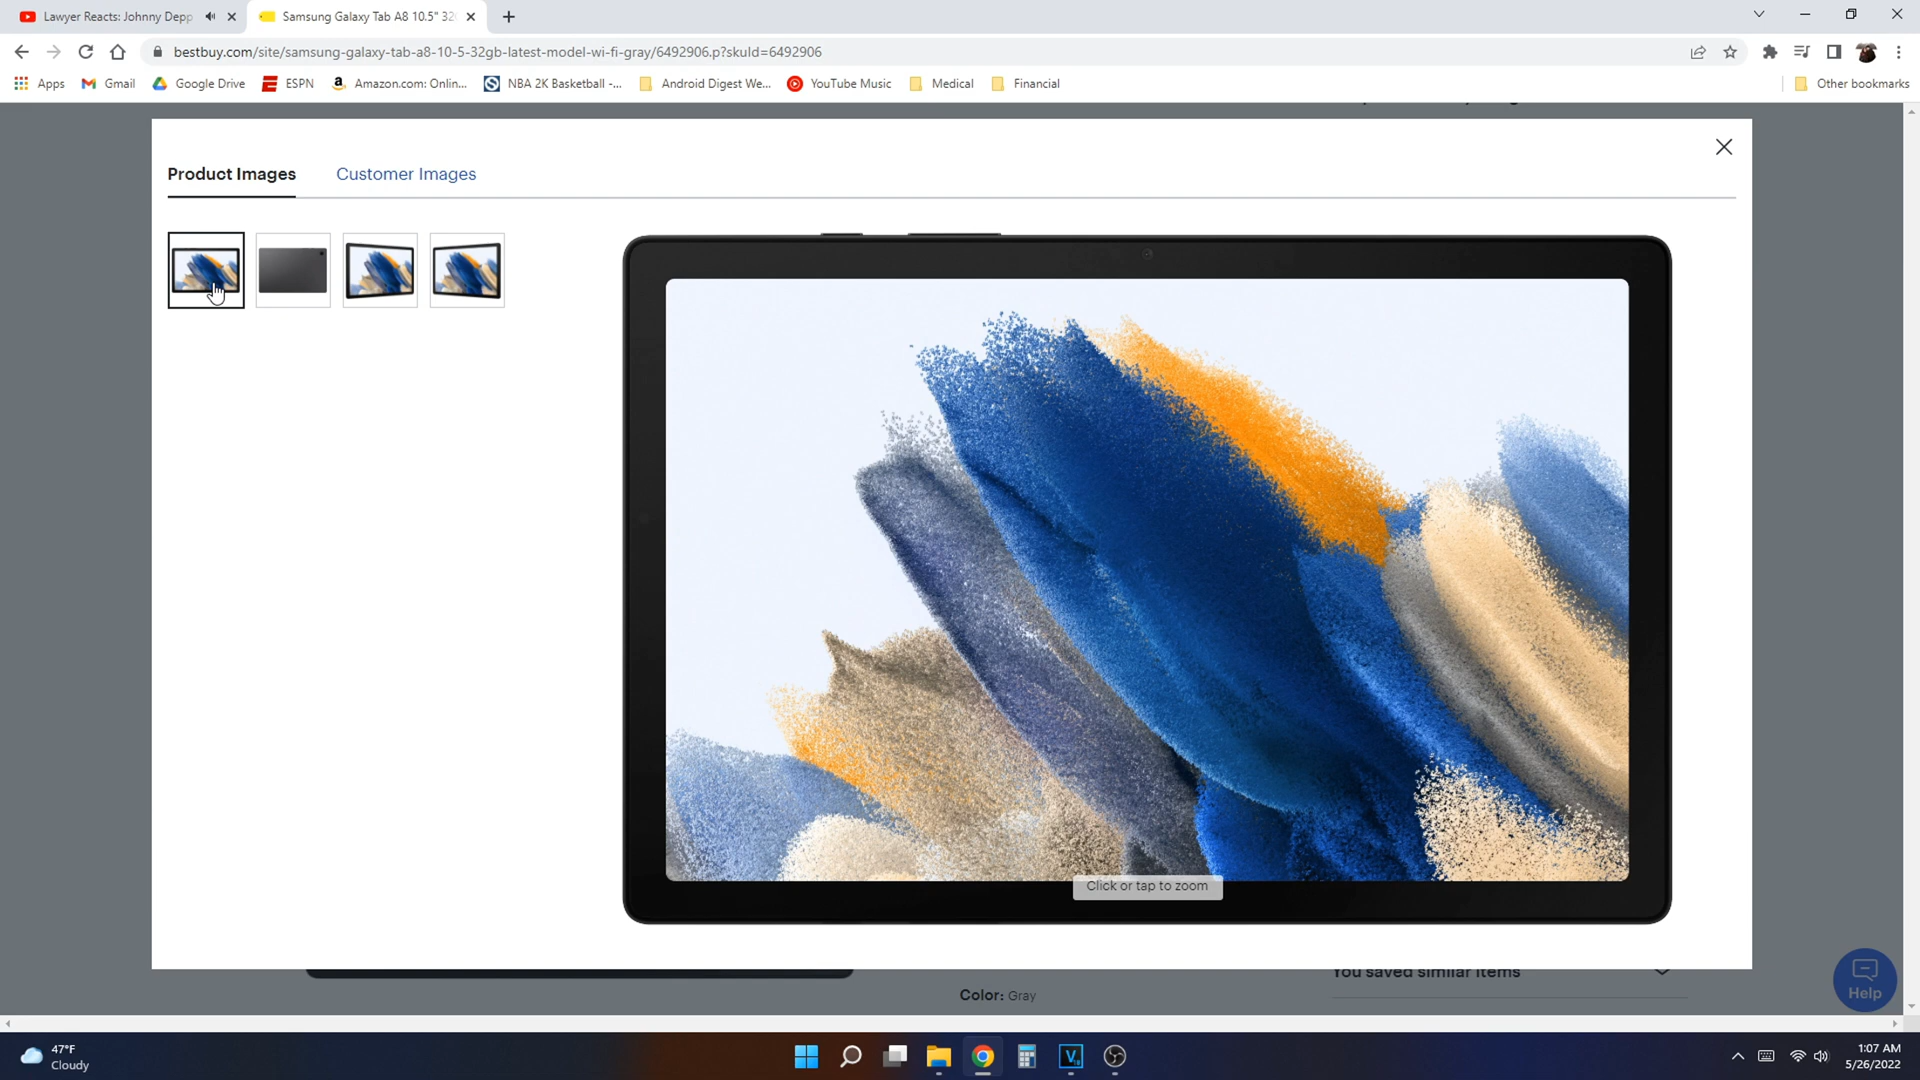 Lawyer Reacts: Johnny Depp
Samsung Galaxy Tab A8 10.5" 32
bestbuy.com/site/samsung-galaxy-tab-a8-10-5-32gb-latest-model-wi-fi-gray/6492906.p?skuId=6492906
Apps
Gmail
Google Drive
ESPN
Amazon.com: Onlin...
NBA 2K Basketball -...
Android Digest We...
YouTube Music
Medical
Financial
Other bookmarks
Product Images
Customer Images
Click or tap to zoom
You saved similar items
Color: Gray
Help
47°F
Cloudy
1:07 AM
5/26/2022